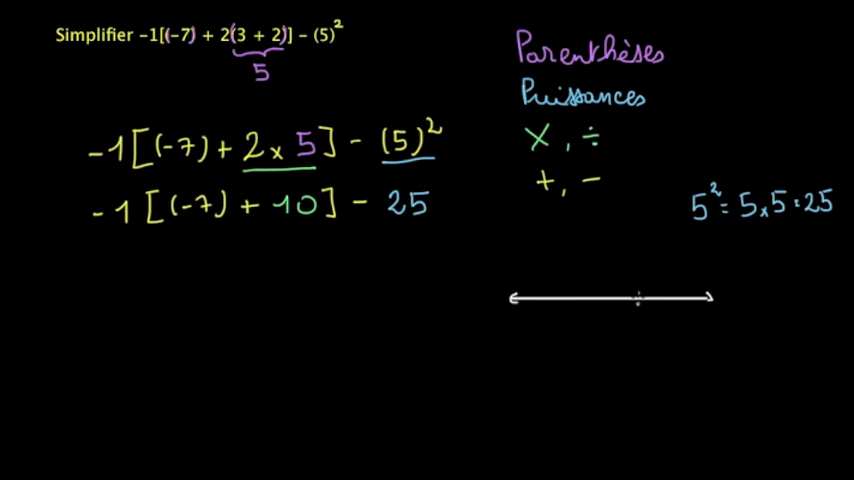 Simplifier -1[(-7) + 2(3 + 2)] - (5)²
5
Parenthèses
Puissances
×, ÷
+, -
-1[(-7) + 2 × 5] - (5)²
-1[(-7) + 10] - 25
5² = 5 × 5 = 25